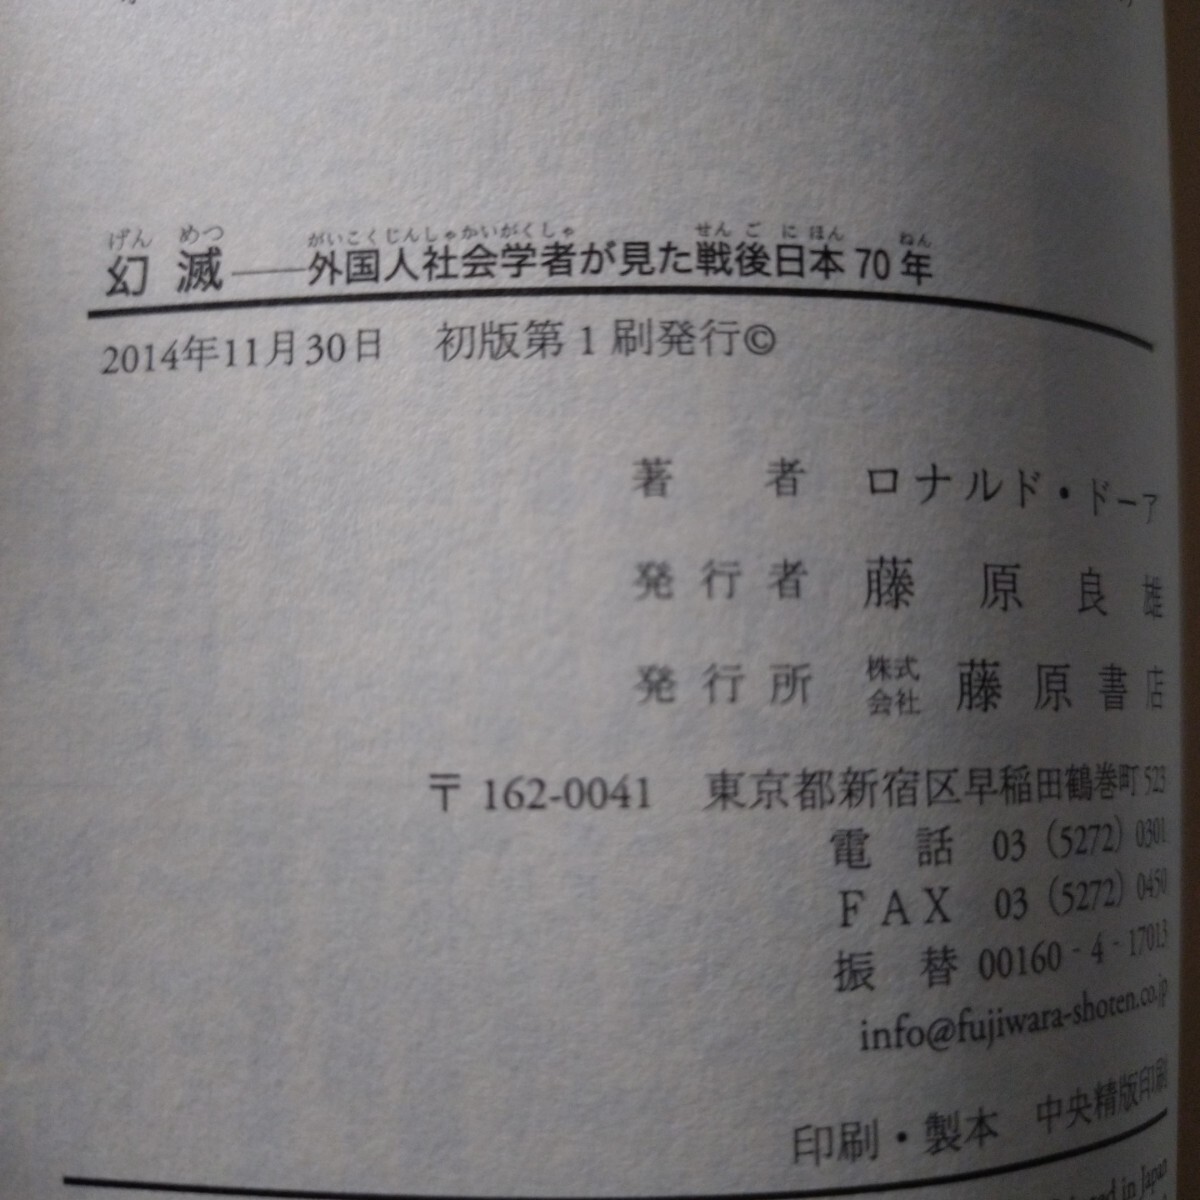 げん めつ がいこくじんしゃかいがくしゃ せん ご に ほん ねん
幻 滅――外国人社会学者が見た戦後日本 70 年
2014年11月30日 初版第 1 刷発行©
著 者 ロナルド・ドーア
発 行 者 藤 原 良 雄
発 行 所 株式会社 藤 原 書 店
〒 162-0041 東京都新宿区早稲田鶴巻町 523
電 話 03(5272)0301
FAX 03(5272)0450
振 替 00160‐4‐17013
info@fujiwara-shoten.co.jp
印刷・製本 中央精版印刷
in Japan